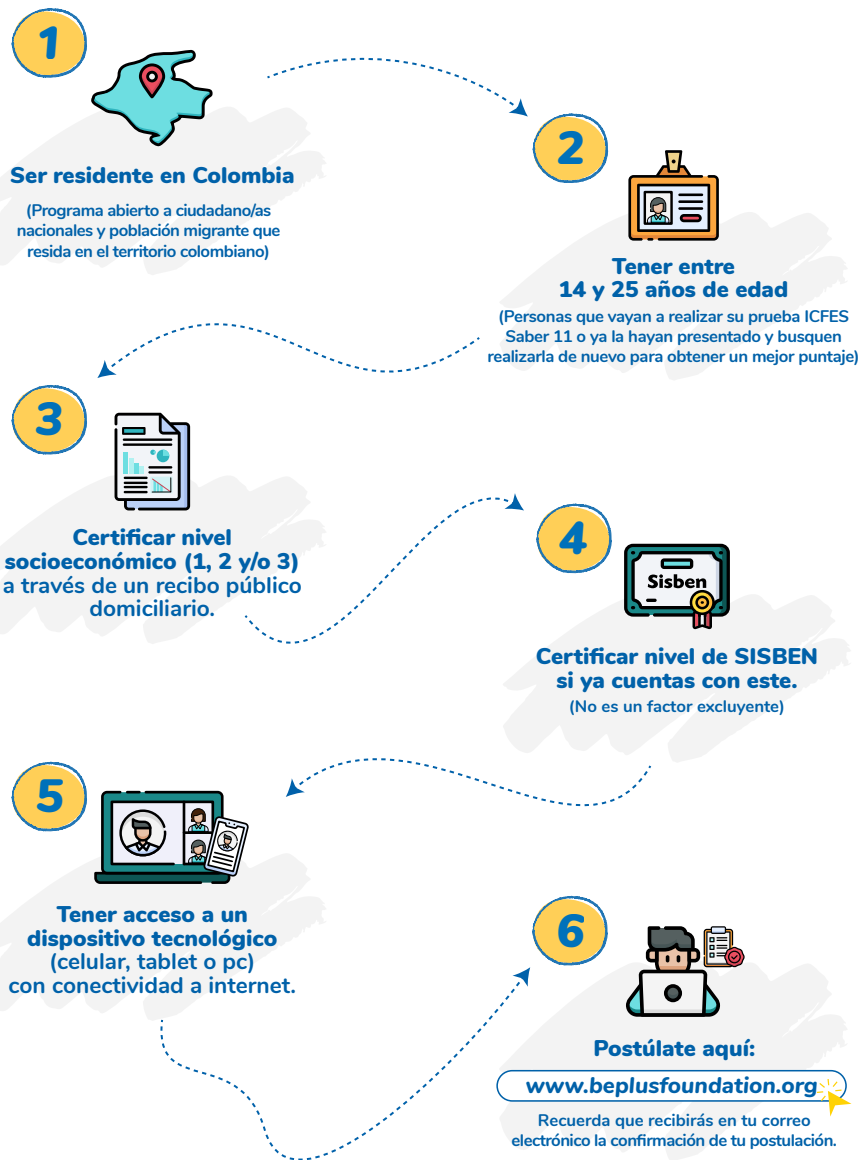 1
Ser residente en Colombia
(Programa abierto a ciudadano/as
nacionales y población migrante que
resida en el territorio colombiano)
2
Tener entre
14 y 25 años de edad
(Personas que vayan a realizar su prueba ICFES
Saber 11 o ya la hayan presentado y busquen
realizarla de nuevo para obtener un mejor puntaje)
3
Certificar nivel
socioeconómico (1, 2 y/o 3)
a través de un recibo público
domiciliario.
4
Sisben
Certificar nivel de SISBEN
si ya cuentas con este.
(No es un factor excluyente)
5
Tener acceso a un
dispositivo tecnológico
(celular, tablet o pc)
con conectividad a internet.
6
Postúlate aquí:
www.beplusfoundation.org
Recuerda que recibirás en tu correo
electrónico la confirmación de tu postulación.